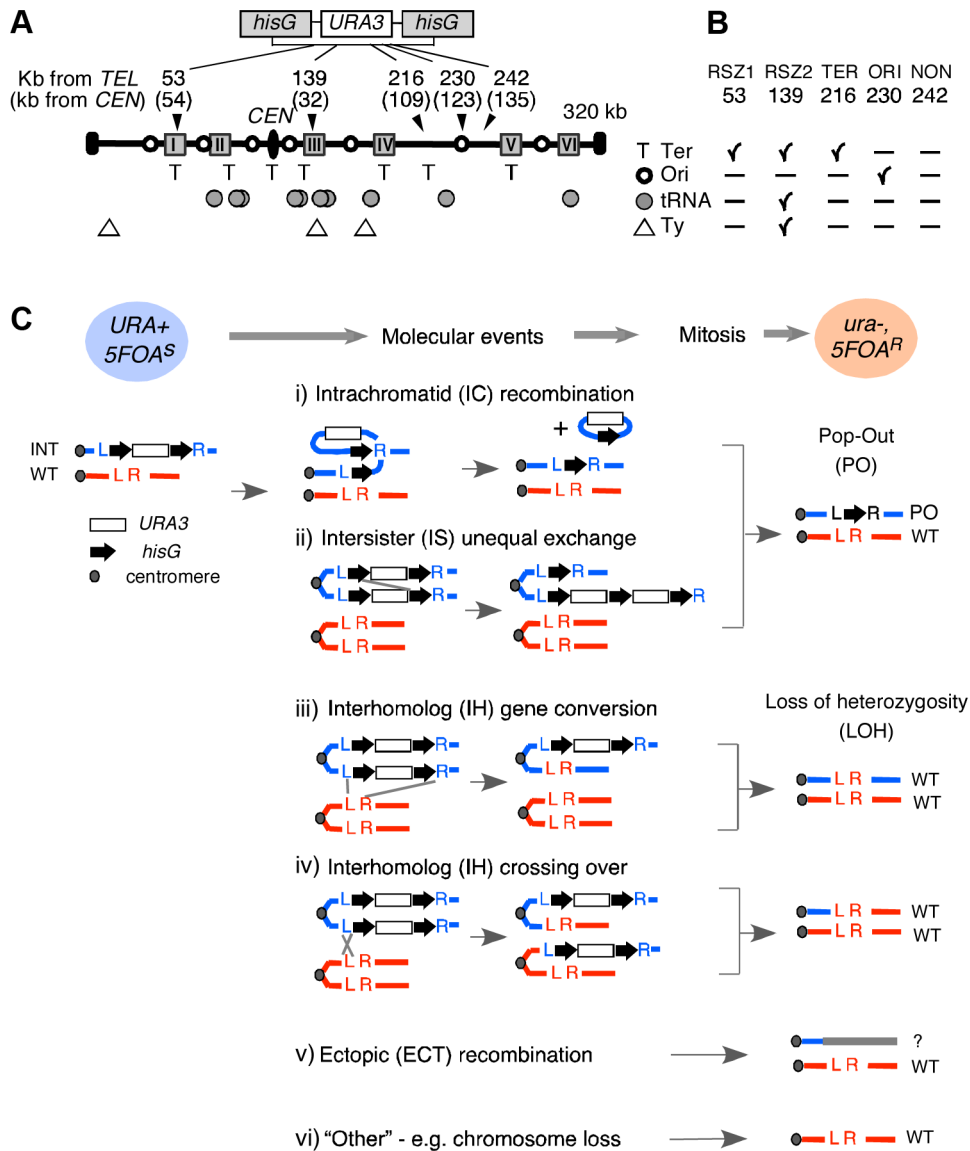 A
hisG URA3 hisG
Kb from TEL 53 139 216 230 242
(kb from CEN) (54) (32) (109) (123) (135)
CEN 320 kb
I II III IV V VI
T T T T T T T
B
RSZ1 RSZ2 TER ORI NON
53 139 216 230 242
T Ter ✓ ✓ ✓ — —
Ori — — — ✓ —
tRNA — ✓ — — —
Ty — ✓ — — —
C
URA+ 5FOAS
Molecular events
Mitosis
ura-, 5FOAR
i) Intrachromatid (IC) recombination
INT L R
WT L R
URA3
hisG
centromere
R
L
L R
+
L R
L R
Pop-Out
(PO)
L R PO
L R WT
ii) Intersister (IS) unequal exchange
L R L R
L R L R
L R L R
L R L R
iii) Interhomolog (IH) gene conversion
L R L R
L R L R
L R L R
L R L R
Loss of heterozygosity
(LOH)
L R WT
L R WT
iv) Interhomolog (IH) crossing over
L R L R
L R L R
L R L R
L R L R
L R WT
L R WT
v) Ectopic (ECT) recombination
?
L R WT
vi) “Other” - e.g. chromosome loss
L R WT